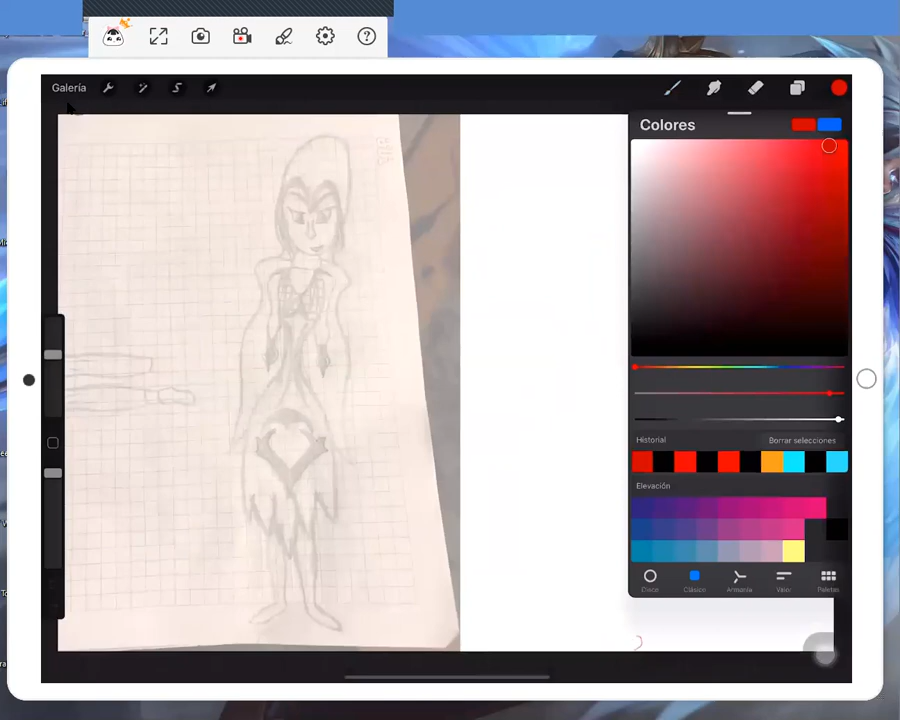 Galería
Colores
Historial
Borrar selecciones
Elevación
Disco
Clásico
Armonía
Valor
Paletas